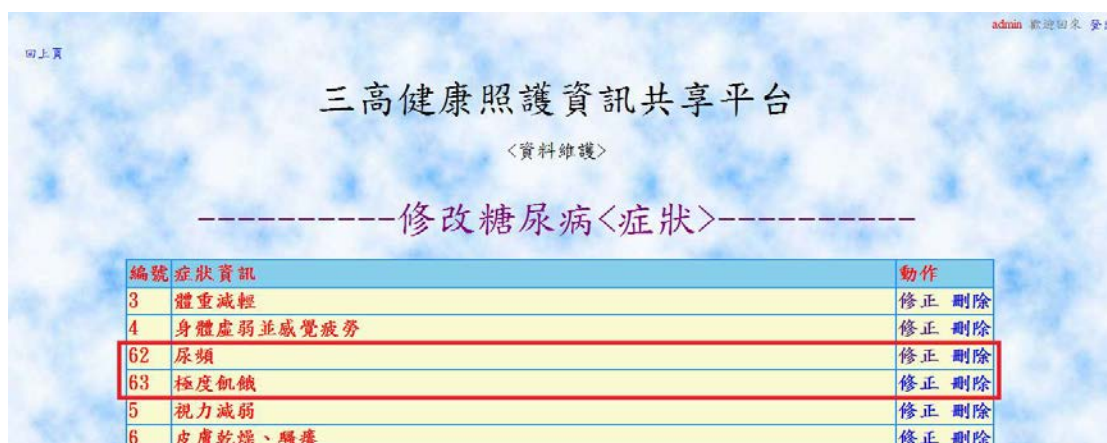 admin 歡迎回來
回上頁
三高健康照護資訊共享平台
<資料維護>
----------修改糖尿病<症狀>----------
編號 症狀資訊 動作
3 體重減輕 修正 刪除
4 身體虛弱並感覺疲勞 修正 刪除
62 尿頻 修正 刪除
63 極度飢餓 修正 刪除
5 視力減弱 修正 刪除
6 皮膚乾燥、騷癢 修正 刪除